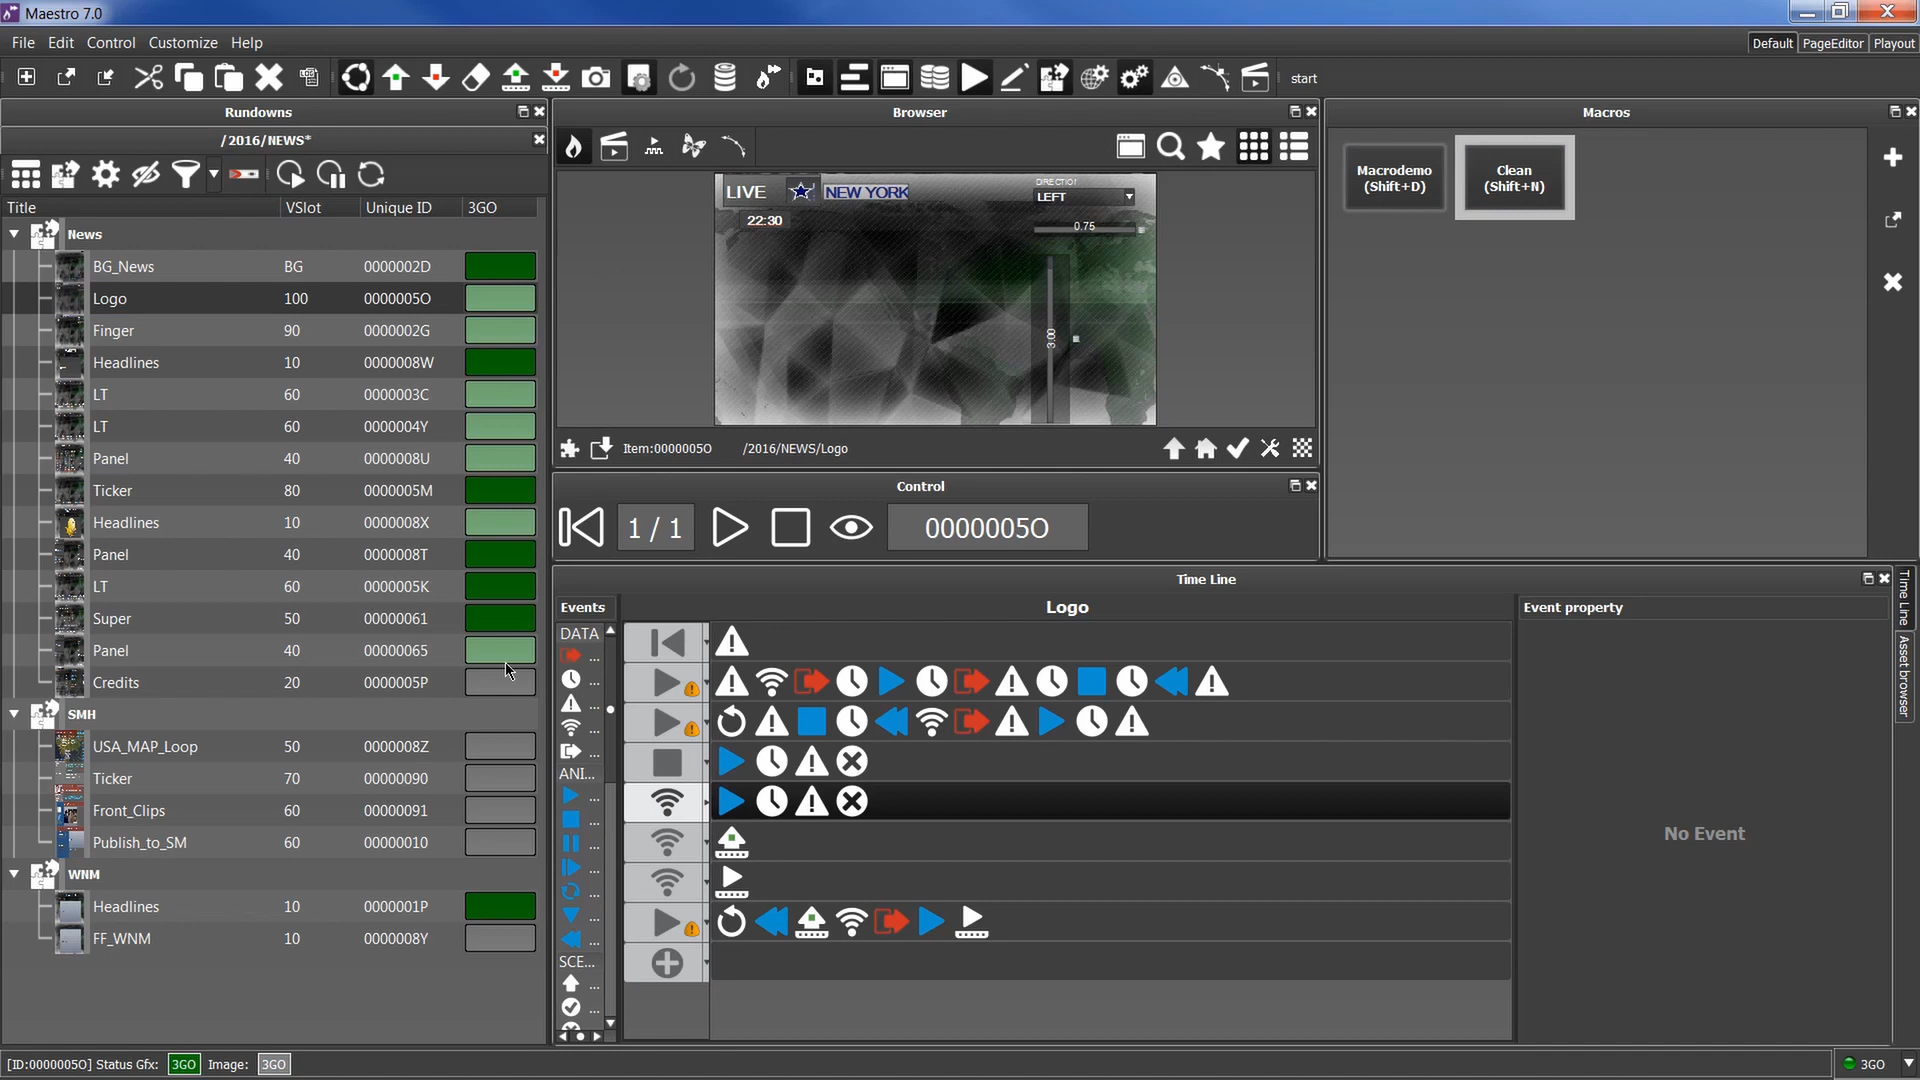 Maestro 7.0
File Edit Control Customize Help
Default PageEditor Playout
start
Rundowns
/2016/NEWS*
Title VSlot Unique ID 3GO
News
BG_News BG 0000002D
Logo 100 0000005O
Finger 90 0000002G
Headlines 10 0000008W
LT 60 0000003C
LT 60 0000004Y
Panel 40 0000008U
Ticker 80 0000005M
Headlines 10 0000008X
Panel 40 0000008T
LT 60 0000005K
Super 50 00000061
Panel 40 00000065
Credits 20 0000005P
SMH
USA_MAP_Loop 50 0000008Z
Ticker 70 00000090
Front_Clips 60 00000091
Publish_to_SM 60 00000010
WNM
Headlines 10 0000001P
FF_WNM 10 0000008Y
Browser
LIVE NEW YORK
22:30
DIRECTION
LEFT
0.75
3.00
Item:0000005O /2016/NEWS/Logo
Control
1 / 1
0000005O
Macros
Macrodemo
(Shift+D)
Clean
(Shift+N)
Time Line
Events
Logo
Event property
DATA
...
...
...
...
...
ANI...
...
...
...
...
...
...
...
SCE...
...
...
No Event
Time Line
Asset browser
[ID:0000005O] Status Gfx: 3GO Image: 3GO
3GO